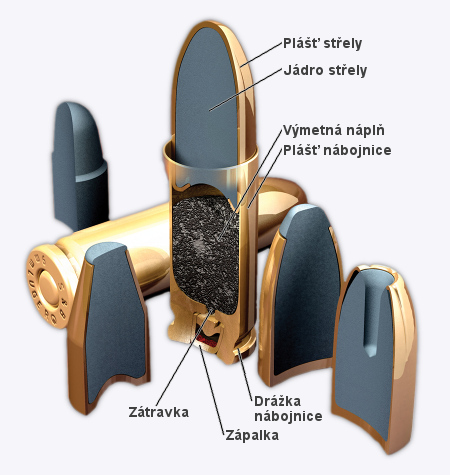 Plášť střely
Jádro střely
Výmetná náplň
Plášť nábojnice
Zátravka
Drážka
nábojnice
Zápalka